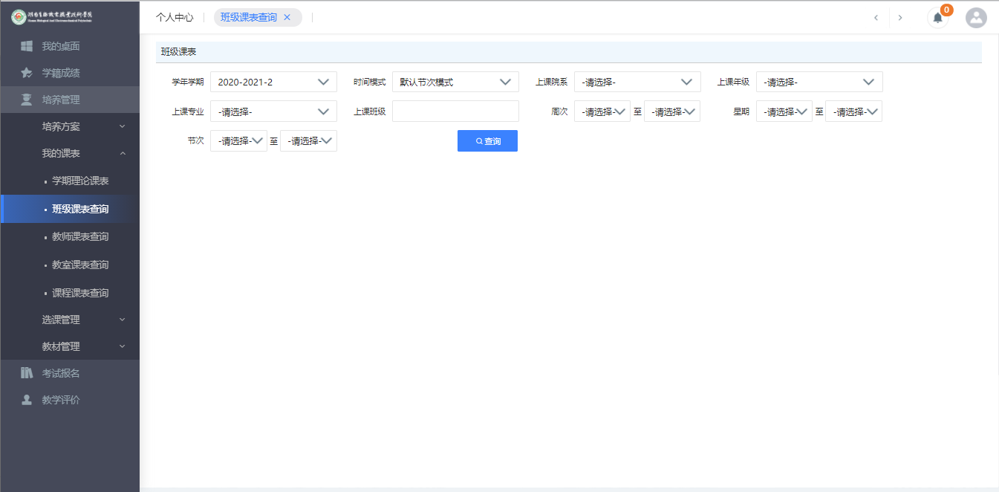 湖南生物机电职业技术学院
Hunan Biological And Electromechanical Polytechnic
个人中心
班级课表查询
0
我的桌面
学籍成绩
培养管理
培养方案
我的课表
学期理论课表
班级课表查询
教师课表查询
教室课表查询
课程课表查询
选课管理
教材管理
考试报名
教学评价
班级课表
学年学期 2020-2021-2 时间模式 默认节次模式 上课院系 -请选择- 上课年级 -请选择-
上课专业 -请选择- 上课班级 周次 -请选择- 至 -请选择- 星期 -请选择- 至 -请选择-
节次 -请选择- 至 -请选择- 查询